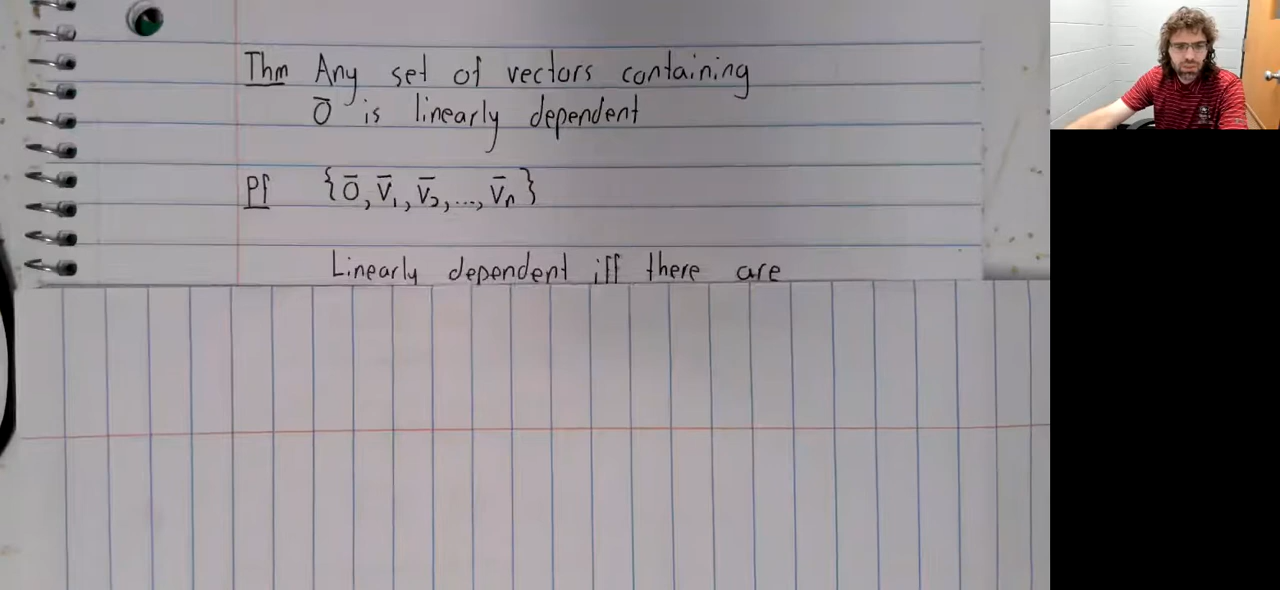 Thm Any set of vectors containing
0̄ is linearly dependent
Pf {0̄, v̄₁, v̄₂, ..., v̄ₙ}
Linearly dependent iff there are